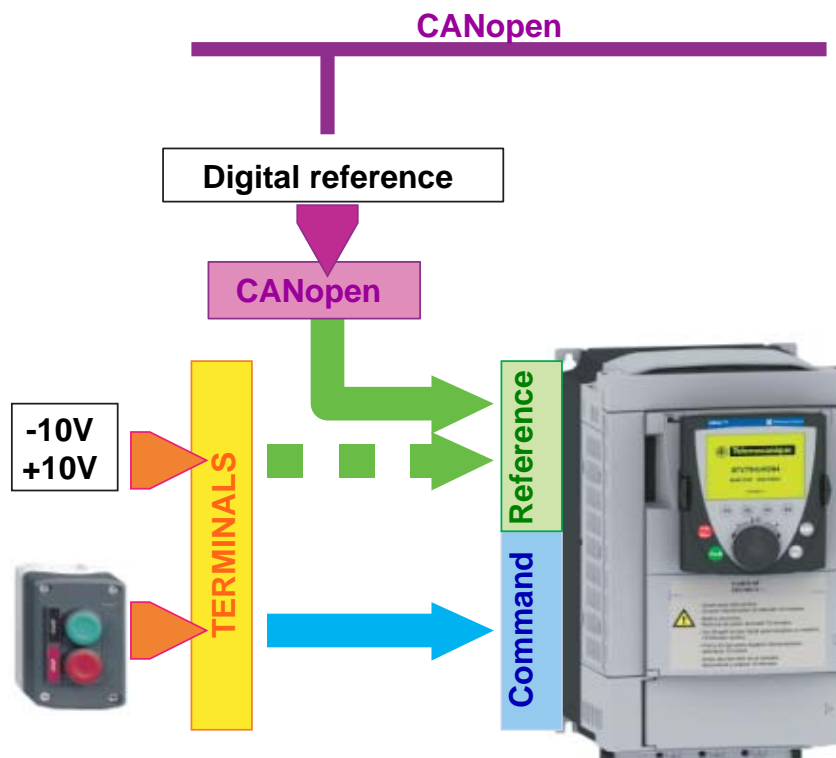 CANopen
Digital reference
CANopen
-10V
+10V
TERMINALS
Reference
Command
Telemecanique